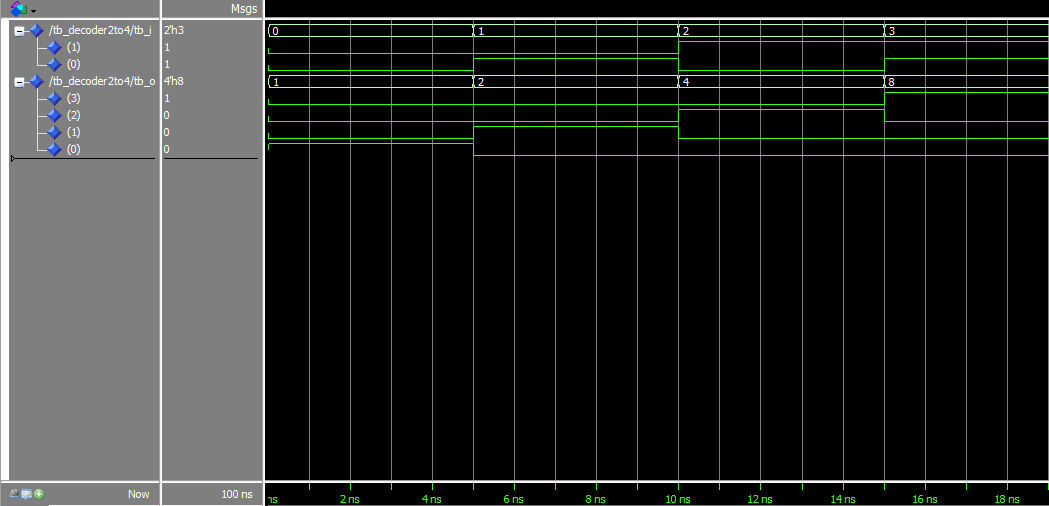 Msgs
/tb_decoder2to4/tb_i 2'h3 0 1 2 3
(1) 1
(0) 1
/tb_decoder2to4/tb_o 4'h8 1 2 4 8
(3) 1
(2) 0
(1) 0
(0) 0
Now 100 ns ns 2 ns 4 ns 6 ns 8 ns 10 ns 12 ns 14 ns 16 ns 18 ns